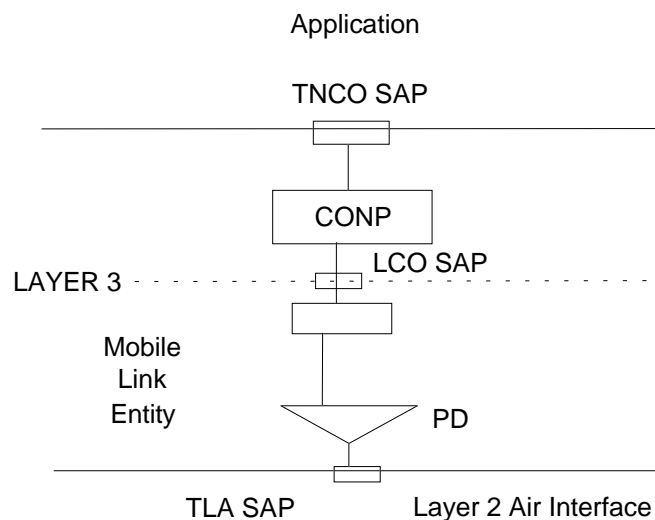 Application
TNCO SAP
CONP
LCO SAP
LAYER 3
Mobile
Link
Entity
PD
TLA SAP
Layer 2 Air Interface